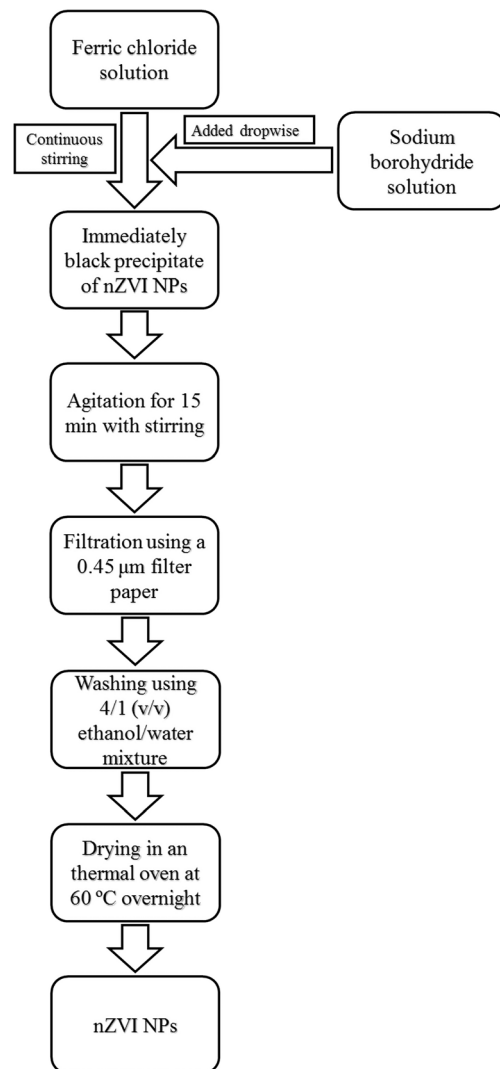 Ferric chloride
solution
Continuous
stirring
Added dropwise
Sodium
borohydride
solution
Immediately
black precipitate
of nZVI NPs
Agitation for 15
min with stirring
Filtration using a
0.45 µm filter
paper
Washing using
4/1 (v/v)
ethanol/water
mixture
Drying in an
thermal oven at
60 ºC overnight
nZVI NPs